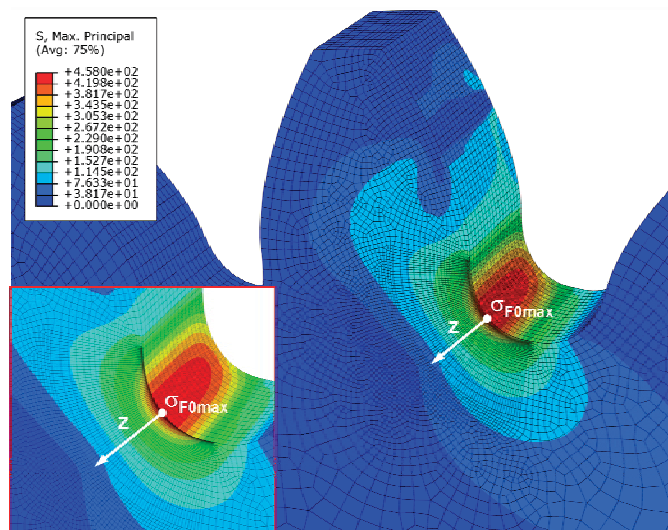 S, Max. Principal
(Avg: 75%)
+4.580e+02
+4.198e+02
+3.817e+02
+3.435e+02
+3.053e+02
+2.672e+02
+2.290e+02
+1.908e+02
+1.527e+02
+1.145e+02
+7.633e+01
+3.817e+01
+0.000e+00
σF0max
z
σF0max
z